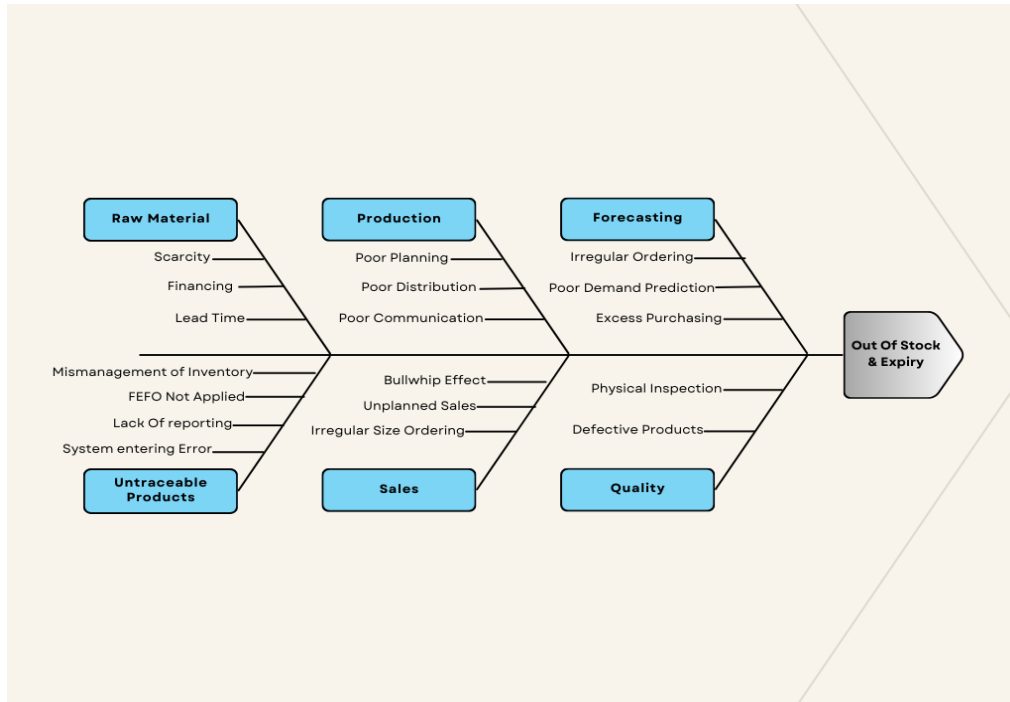 Raw Material
Production
Forecasting
Scarcity
Financing
Lead Time
Poor Planning
Poor Distribution
Poor Communication
Irregular Ordering
Poor Demand Prediction
Excess Purchasing
Out Of Stock
& Expiry
Mismanagement of Inventory
FEFO Not Applied
Lack Of reporting
System entering Error
Bullwhip Effect
Unplanned Sales
Irregular Size Ordering
Physical Inspection
Defective Products
Untraceable
Products
Sales
Quality